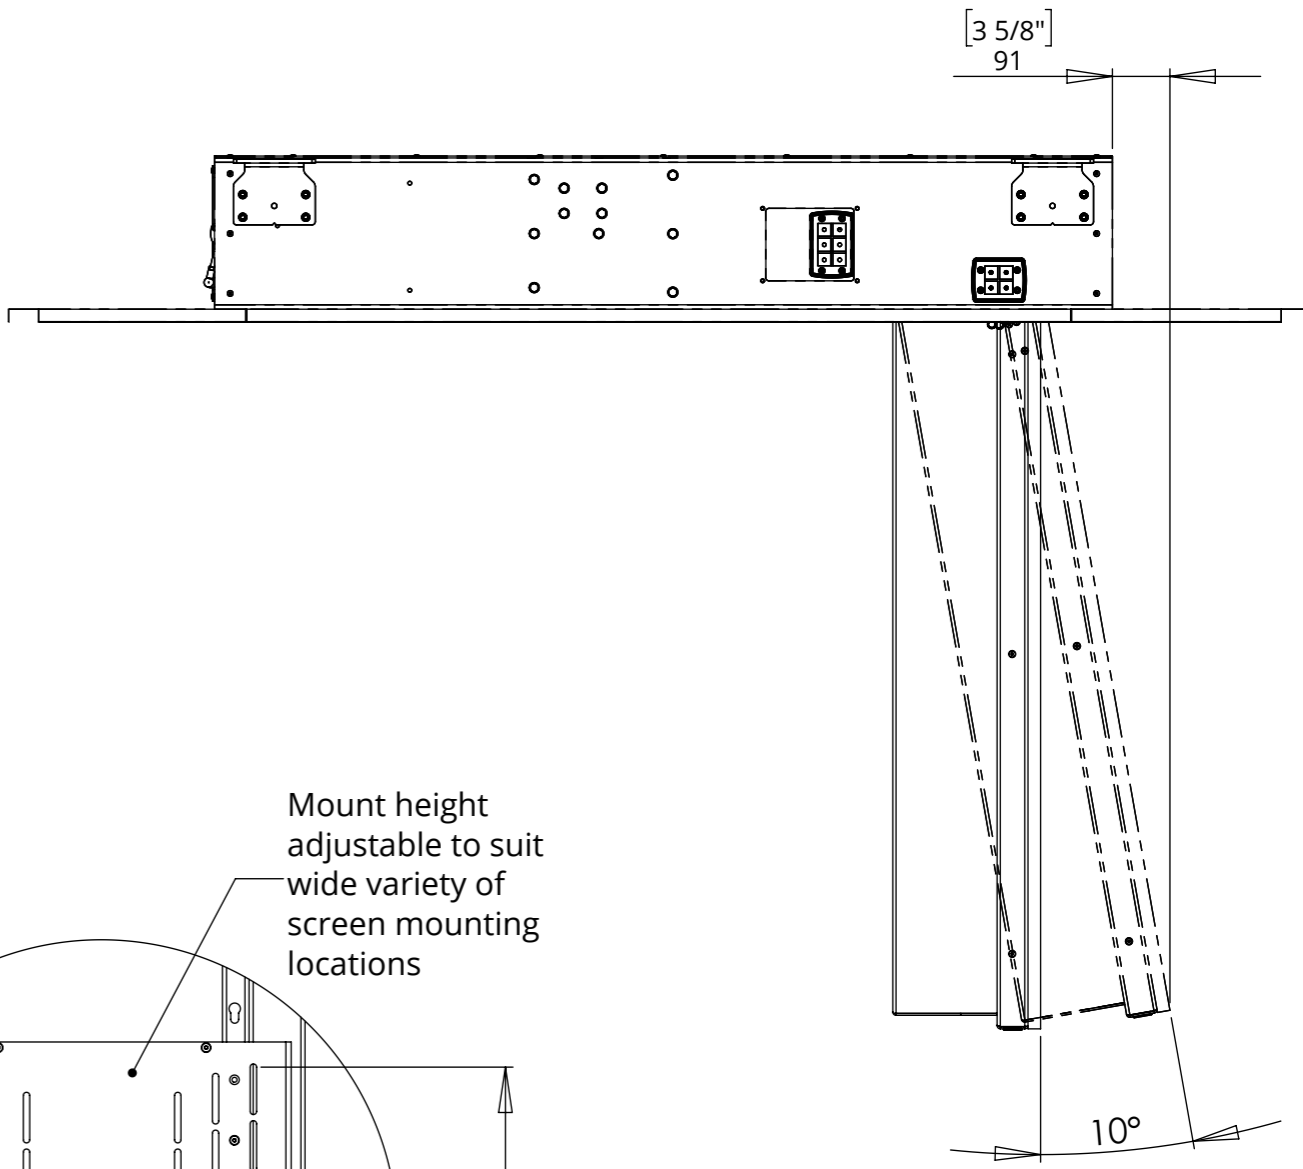 [3 5/8"]
91
Mount height
adjustable to suit
wide variety of
screen mounting
locations
10°